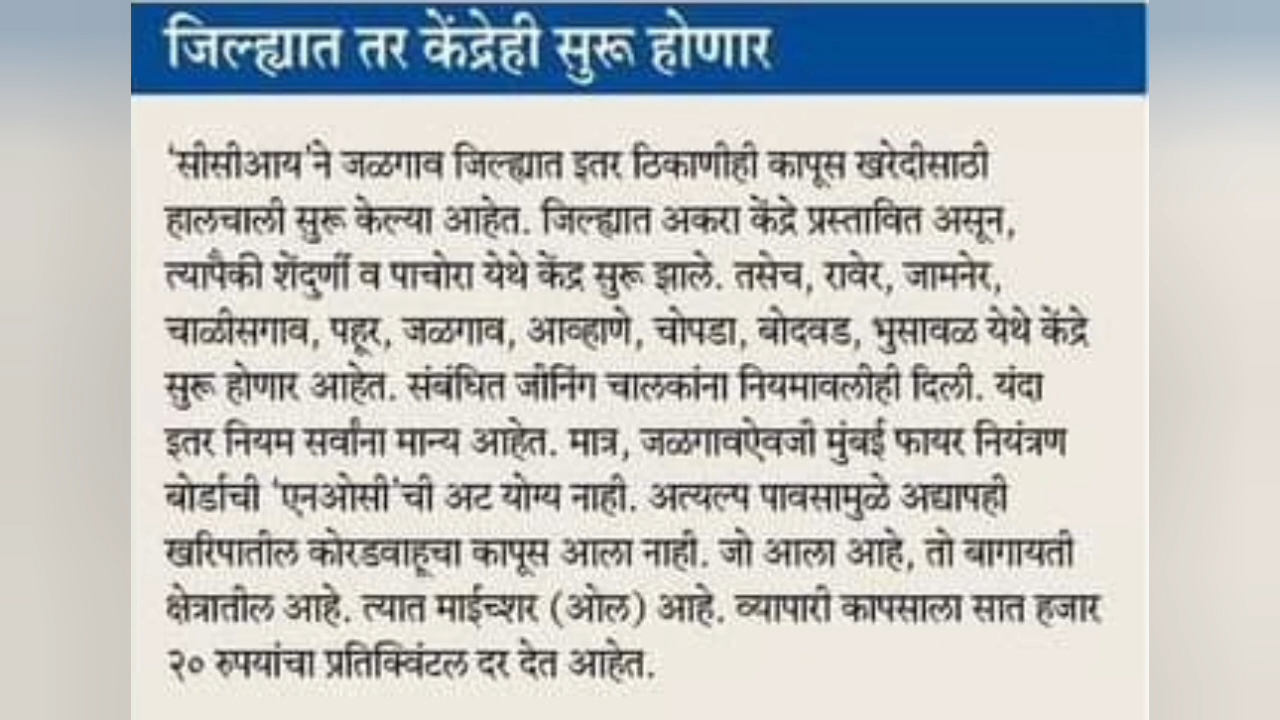 जिल्ह्यात तर केंद्रेही सुरू होणार
'सीसीआय'ने जळगाव जिल्ह्यात इतर ठिकाणीही कापूस खरेदीसाठी
हालचाली सुरू केल्या आहेत. जिल्ह्यात अकरा केंद्रे प्रस्तावित असून,
त्यापैकी शेंदुर्णी व पाचोरा येथे केंद्र सुरू झाले. तसेच, रावेर, जामनेर,
चाळीसगाव, पहूर, जळगाव, आव्हाणे, चोपडा, बोदवड, भुसावळ येथे केंद्रे
सुरू होणार आहेत. संबंधित जीनिंग चालकांना नियमावलीही दिली. यंदा
इतर नियम सर्वांना मान्य आहेत. मात्र, जळगावऐवजी मुंबई फायर नियंत्रण
बोर्डाची 'एनओसी'ची अट योग्य नाही. अत्यल्प पावसामुळे अद्यापही
खरिपातील कोरडवाहूचा कापूस आला नाही. जो आला आहे, तो बागायती
क्षेत्रातील आहे. त्यात माईच्शर (ओल) आहे. व्यापारी कापसाला सात हजार
२० रुपयांचा प्रतिक्विंटल दर देत आहेत.